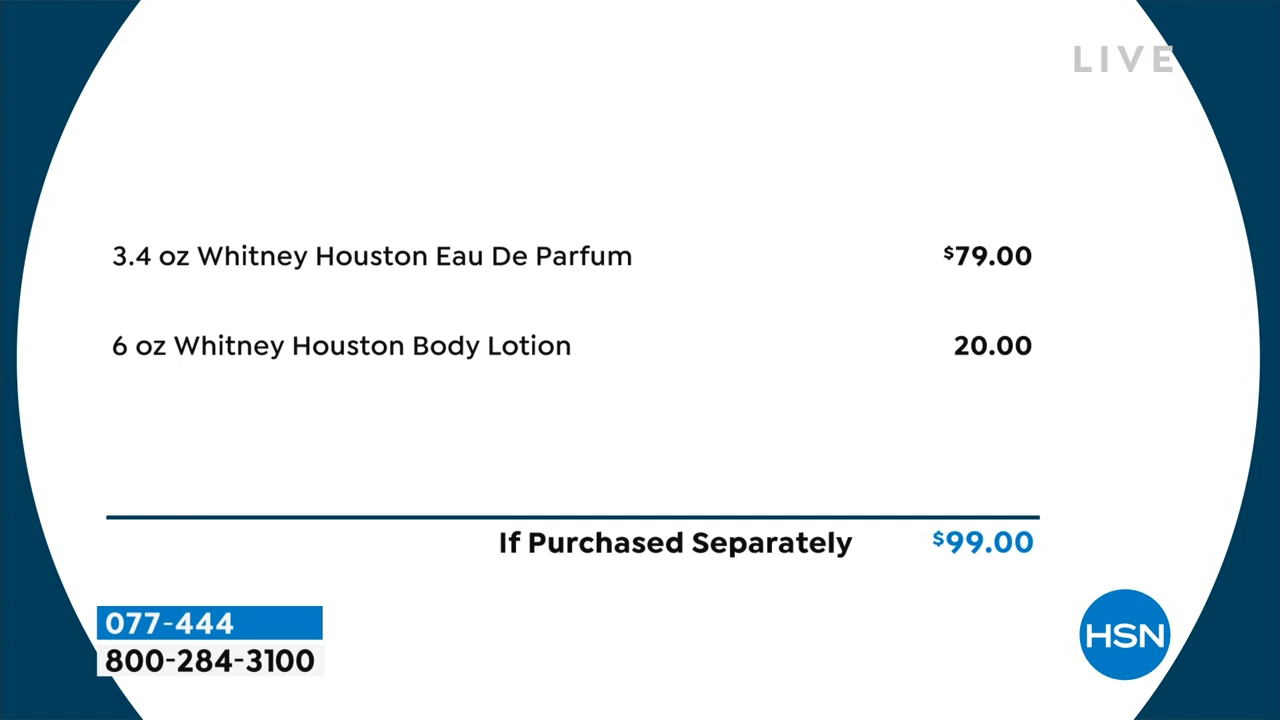 LIVE
3.4 oz Whitney Houston Eau De Parfum $79.00
6 oz Whitney Houston Body Lotion 20.00
If Purchased Separately $99.00
077-444
800-284-3100
HSN